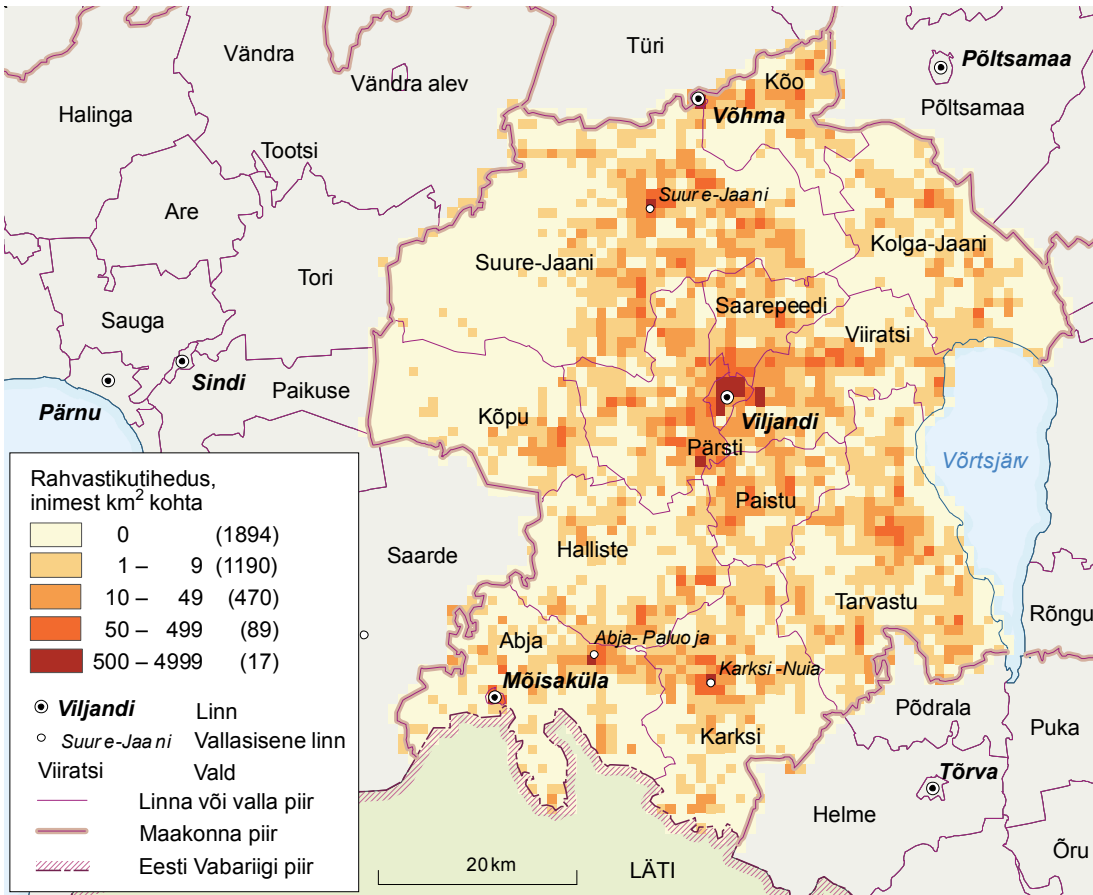 Türi
Vändra
Põltsamaa
Kõo
Vändra alev
Võhma
Põltsamaa
Halinga
Tootsi
Suure-Jaani
Are
Kolga-Jaani
Suure-Jaani
Tori
Saarepeedi
Sauga
Viiratsi
Sindi
Paikuse
Pärnu
Kõpu
Viljandi
Pärsti
Võrtsjärv
Paistu
Halliste
Saarde
Tarvastu
Rõngu
Abja
Abja-Paluoja
Karksi-Nuia
Mõisaküla
Põdrala
Puka
Karksi
Tõrva
Helme
Õru
LÄTI
20 km
Rahvastikutihedus,
inimest km² kohta
0 (1894)
1 – 9 (1190)
10 – 49 (470)
50 – 499 (89)
500 – 4999 (17)
Viljandi Linn
Suure-Jaani Vallasisene linn
Viiratsi Vald
Linna või valla piir
Maakonna piir
Eesti Vabariigi piir